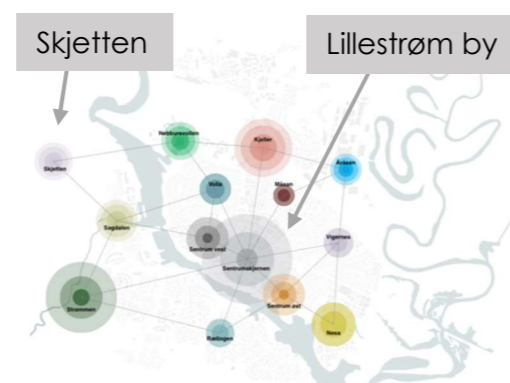 Skjetten
Lillestrøm by
Nebbursvollen
Kjeller
Åråsen
Skjetten
Volla
Måsan
Sagdalen
Vigernes
Sentrum vest
Sentrumskjernen
Strømmen
Sentrum øst
Rælingen
Nesa